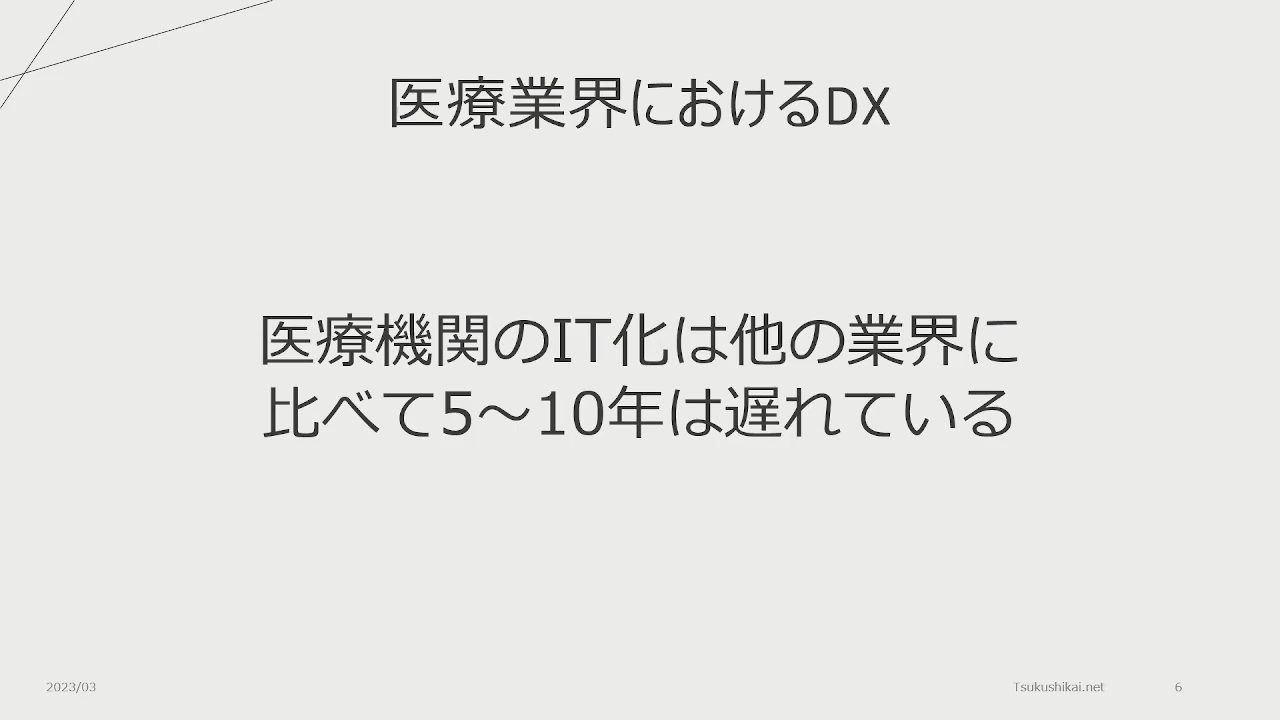 医療業界におけるDX
医療機関のIT化は他の業界に
比べて5～10年は遅れている
2023/03
Tsukushikai.net
6